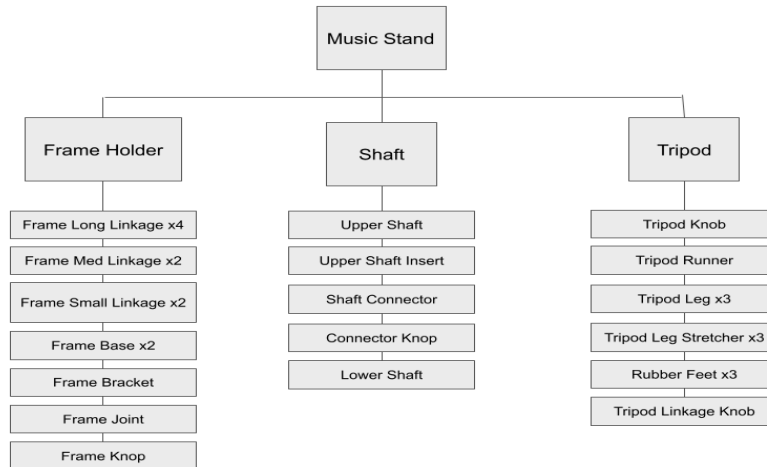 Music Stand
Frame Holder
Shaft
Tripod
Frame Long Linkage x4
Frame Med Linkage x2
Frame Small Linkage x2
Frame Base x2
Frame Bracket
Frame Joint
Frame Knop
Upper Shaft
Upper Shaft Insert
Shaft Connector
Connector Knop
Lower Shaft
Tripod Knob
Tripod Runner
Tripod Leg x3
Tripod Leg Stretcher x3
Rubber Feet x3
Tripod Linkage Knob